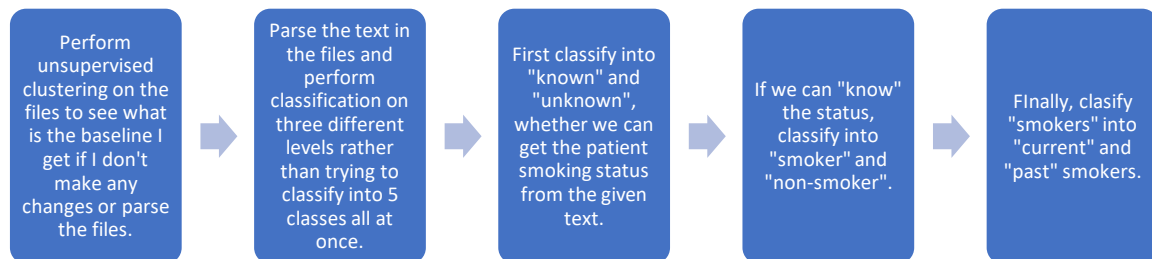 Perform
unsupervised
clustering on the
files to see what
is the baseline I
get if I don't
make any
changes or parse
the files.
Parse the text in
the files and
perform
classification on
three different
levels rather
than trying to
classify into 5
classes all at
once.
First classify into
"known" and
"unknown",
whether we can
get the patient
smoking status
from the given
text.
If we can "know"
the status,
classify into
"smoker" and
"non-smoker".
FInally, clasify
"smokers" into
"current" and
"past" smokers.